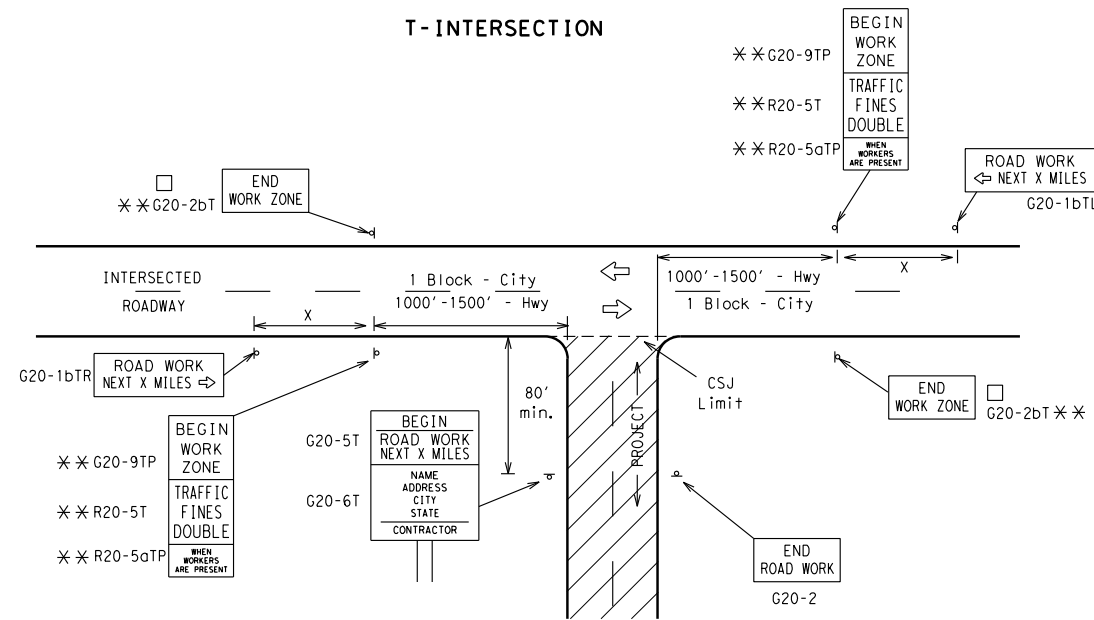 T-INTERSECTION
BEGIN
WORK
ZONE
**G20-9TP
TRAFFIC
FINES
DOUBLE
**R20-5T
WHEN
WORKERS
ARE PRESENT
**R20-5aTP
ROAD WORK
⇦ NEXT X MILES
G20-1bTL
□
**G20-2bT
END
WORK ZONE
INTERSECTED
ROADWAY
1 Block - City
1000'-1500' - Hwy
X
⇦
⇨
1000'-1500' - Hwy
1 Block - City
X
G20-1bTR
ROAD WORK
NEXT X MILES ⇨
80'
min.
CSJ
Limit
PROJECT
END
WORK ZONE
□
G20-2bT **
BEGIN
WORK
ZONE
**G20-9TP
TRAFFIC
FINES
DOUBLE
**R20-5T
WHEN
WORKERS
ARE PRESENT
**R20-5aTP
G20-5T
BEGIN
ROAD WORK
NEXT X MILES
G20-6T
NAME
ADDRESS
CITY
STATE
CONTRACTOR
END
ROAD WORK
G20-2